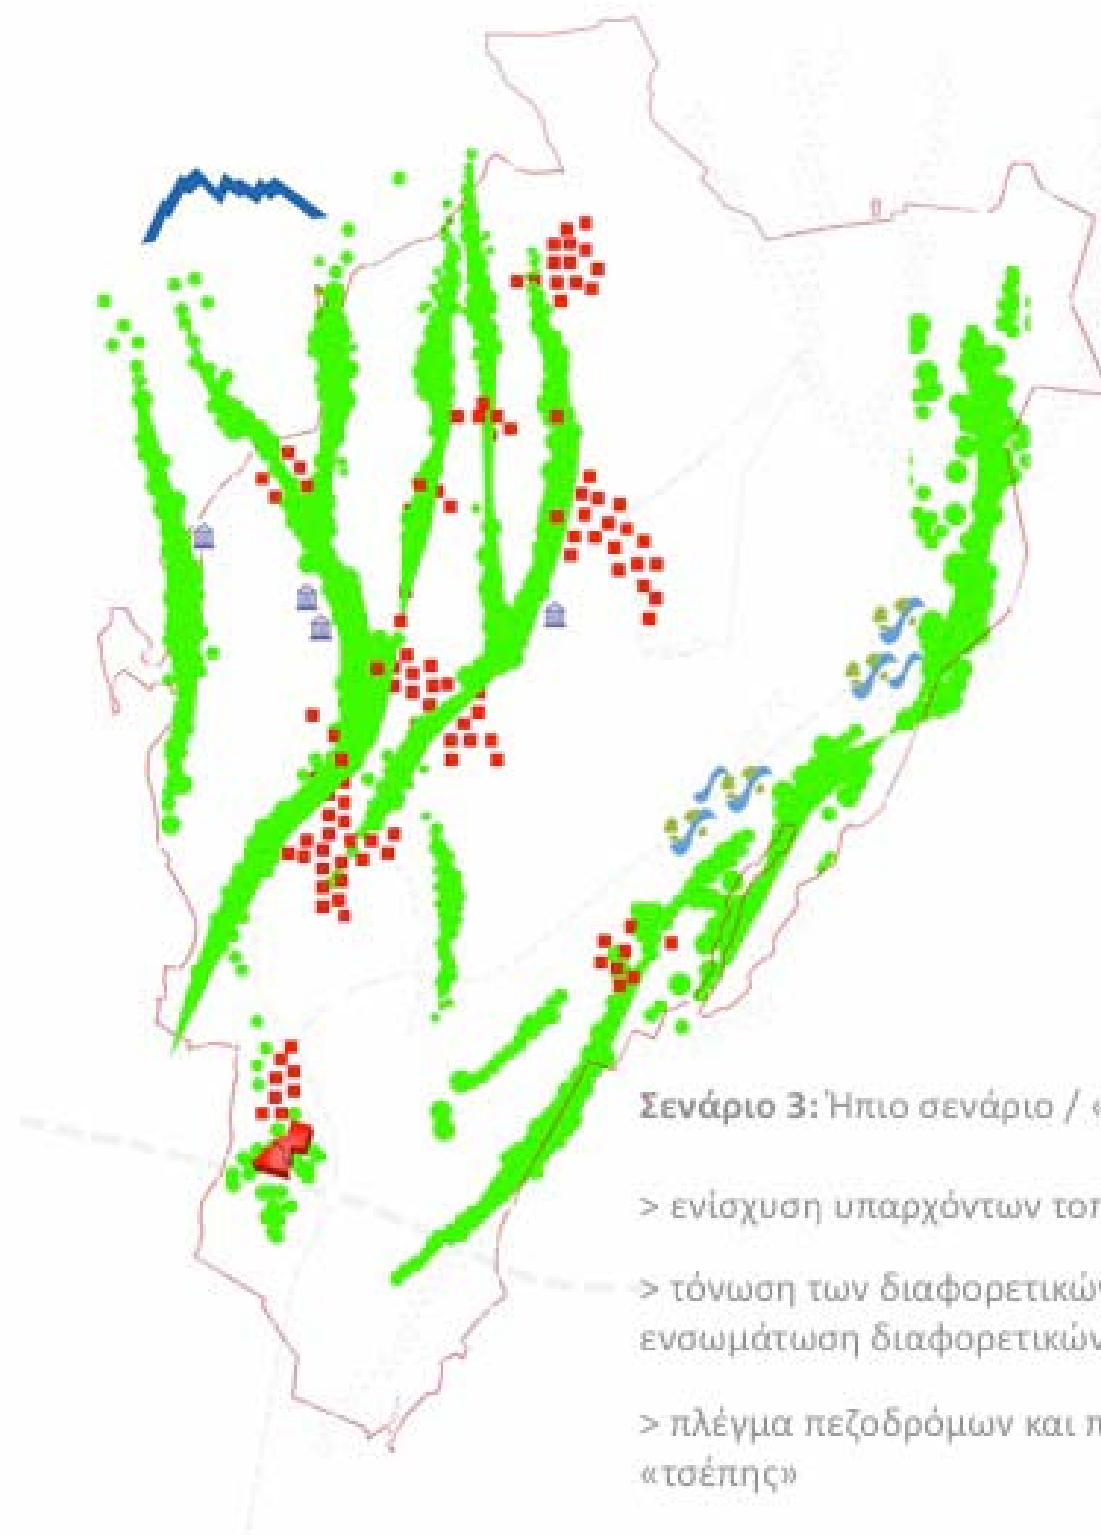 Σενάριο 3: Ήπιο σενάριο / «
> ενίσχυση υπαρχόντων τοπ
> τόνωση των διαφορετικών
ενσωμάτωση διαφορετικών
> πλέγμα πεζοδρόμων και π
«τσέπης»